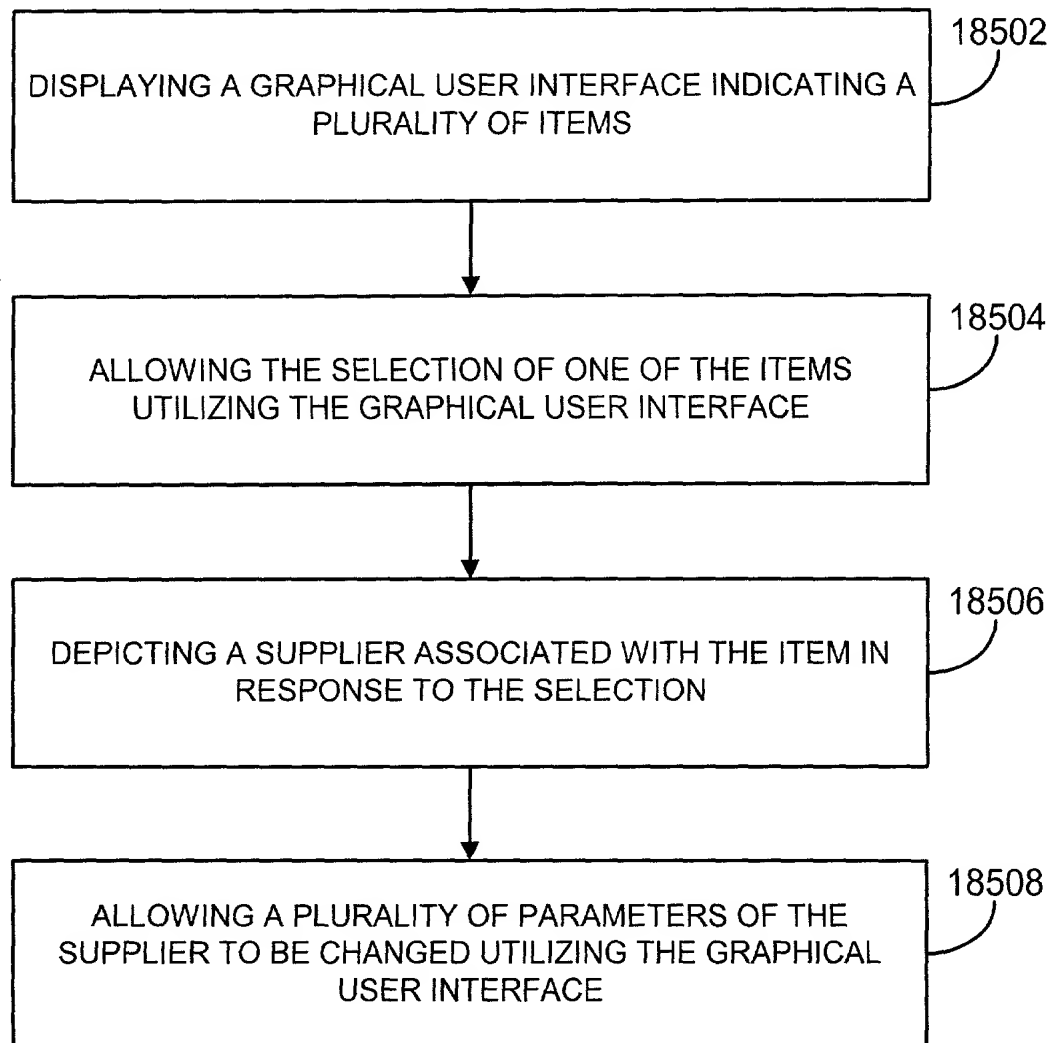 18502
DISPLAYING A GRAPHICAL USER INTERFACE INDICATING A
PLURALITY OF ITEMS
18504
ALLOWING THE SELECTION OF ONE OF THE ITEMS
UTILIZING THE GRAPHICAL USER INTERFACE
18506
DEPICTING A SUPPLIER ASSOCIATED WITH THE ITEM IN
RESPONSE TO THE SELECTION
18508
ALLOWING A PLURALITY OF PARAMETERS OF THE
SUPPLIER TO BE CHANGED UTILIZING THE GRAPHICAL
USER INTERFACE